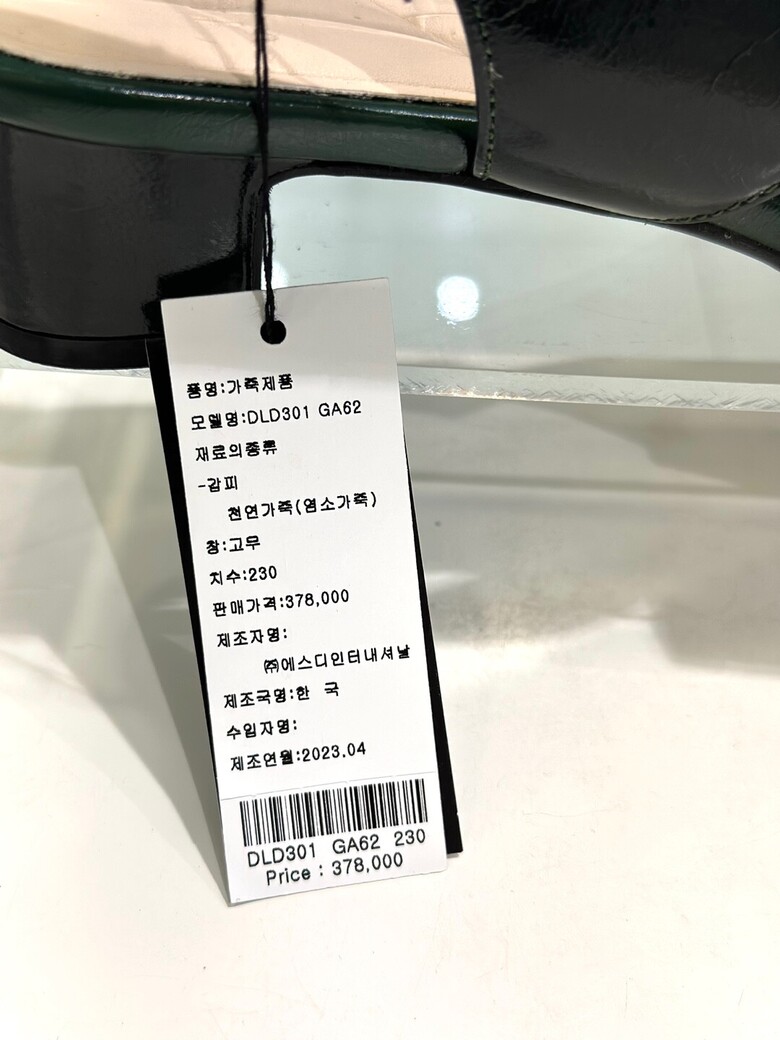 품명:가죽제품
모델명:DLD301 GA62
재료의종류
-갑피
천연가죽(염소가죽)
창:고무
치수:230
판매가격:378,000
제조자명:
㈜에스디인터내셔날
제조국명:한 국
수입자명:
제조연월:2023.04
DLD301 GA62 230
Price : 378,000